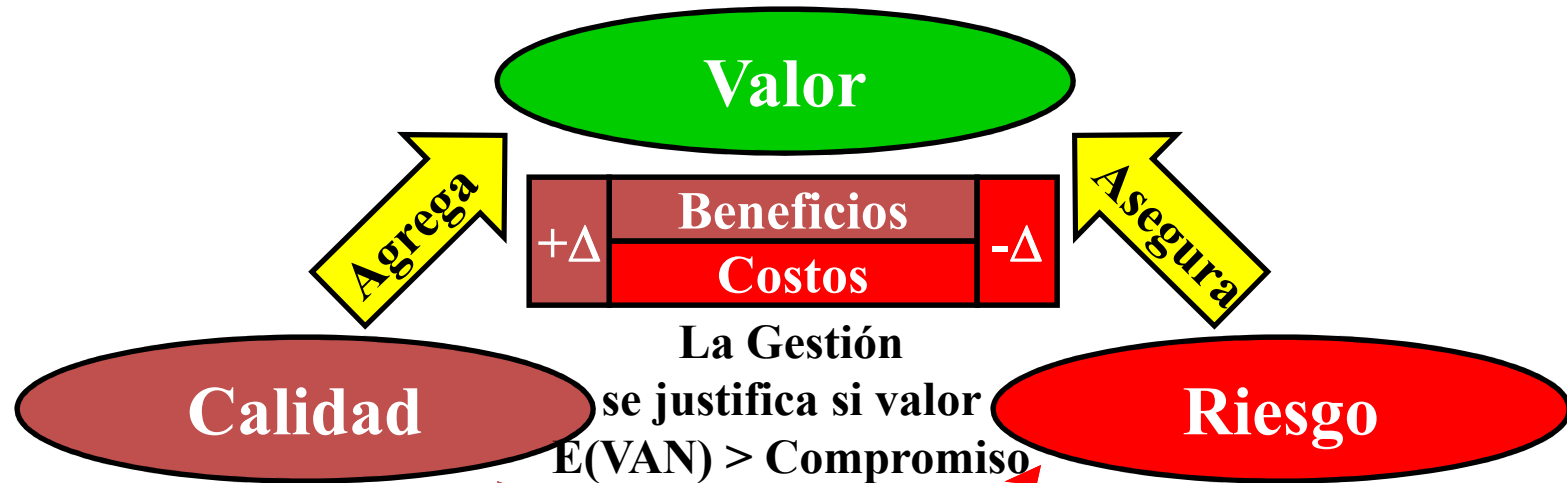 Valor
Agrega
Asegura
+Δ
Beneficios
-Δ
Costos
La Gestión
se justifica si valor
E(VAN) > Compromiso
Calidad
Riesgo